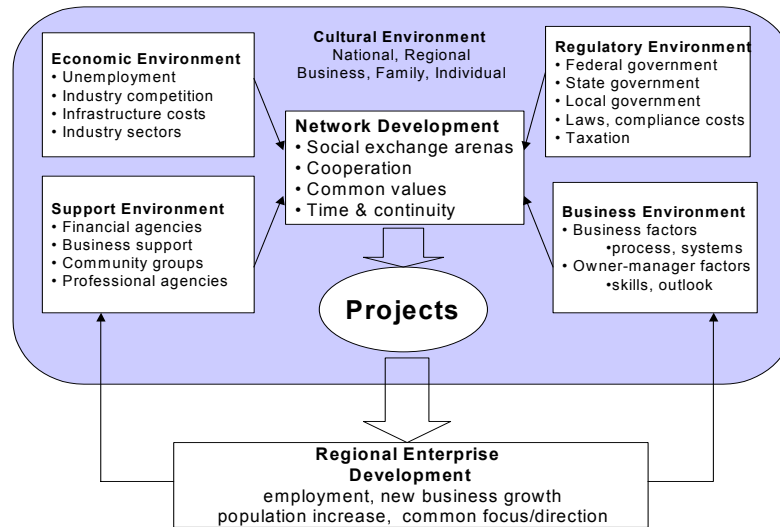 Cultural Environment
National, Regional
Business, Family, Individual
Economic Environment
• Unemployment
• Industry competition
• Infrastructure costs
• Industry sectors
Regulatory Environment
• Federal government
• State government
• Local government
• Laws, compliance costs
• Taxation
Network Development
• Social exchange arenas
• Cooperation
• Common values
• Time & continuity
Support Environment
• Financial agencies
• Business support
• Community groups
• Professional agencies
Business Environment
• Business factors
•process, systems
• Owner-manager factors
•skills, outlook
Projects
Regional Enterprise
Development
employment, new business growth
population increase, common focus/direction